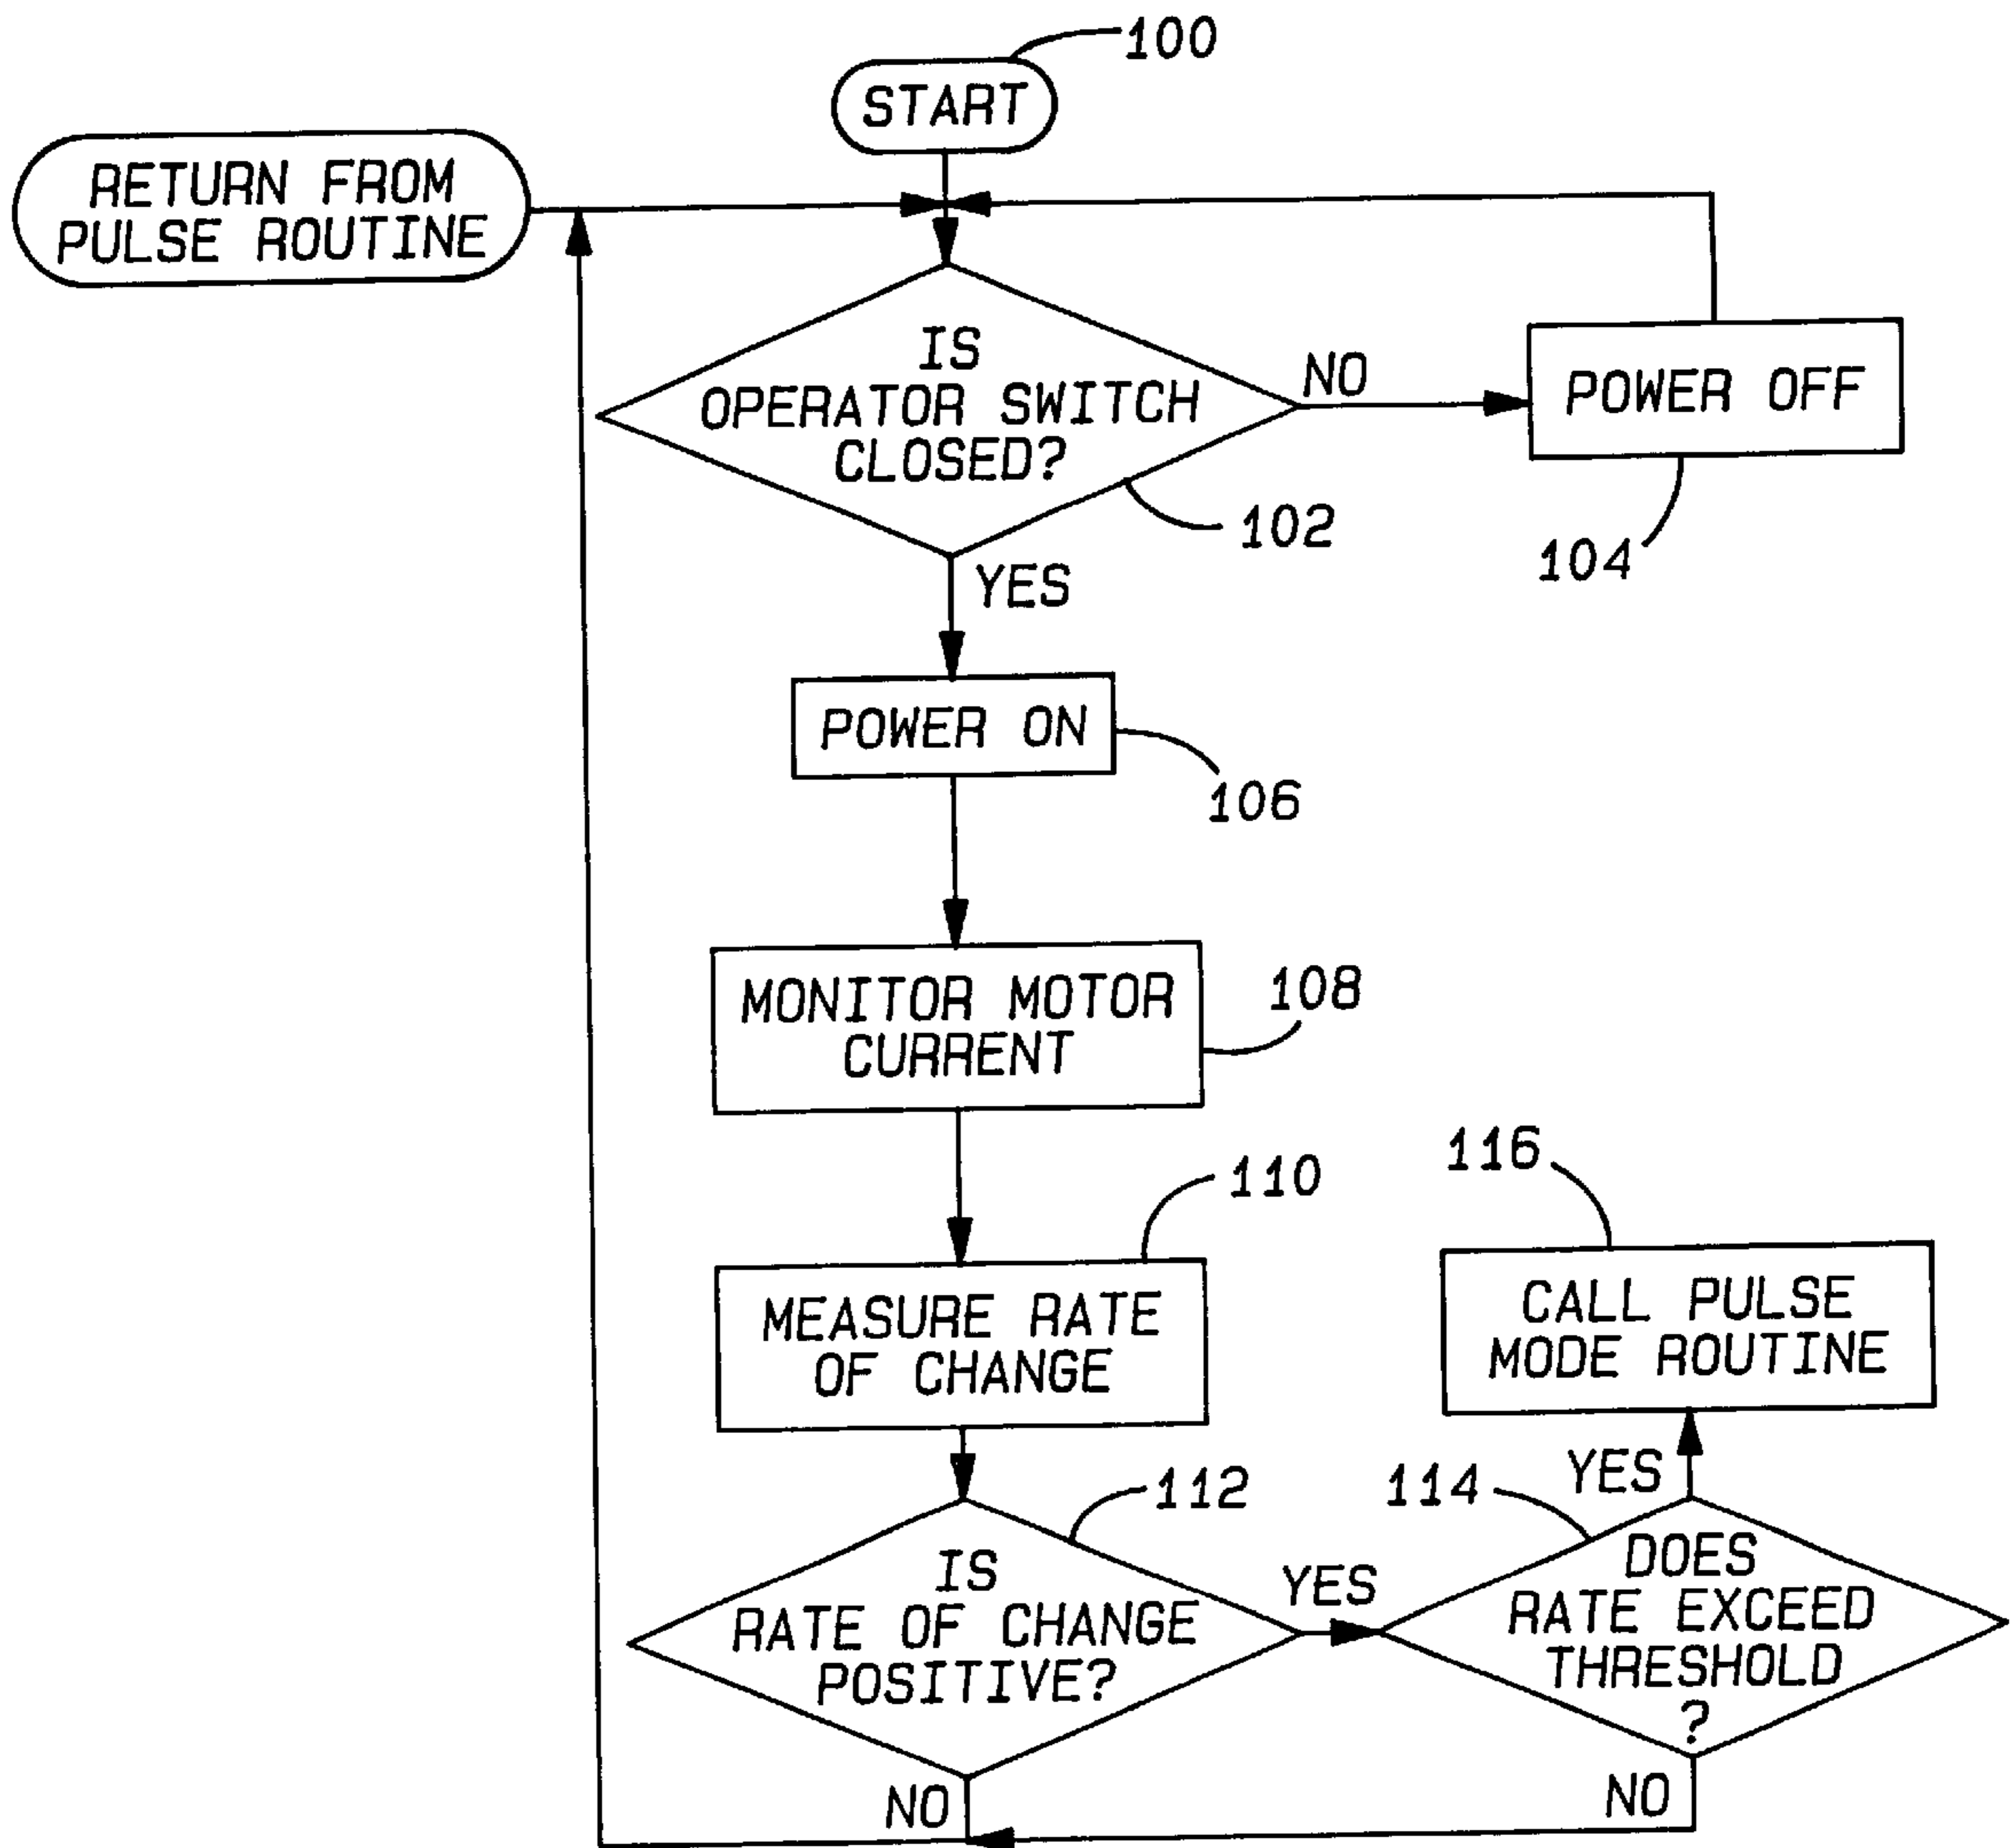 100
START
RETURN FROM
PULSE ROUTINE
IS
OPERATOR SWITCH
CLOSED?
NO
POWER OFF
102
104
YES
POWER ON
106
MONITOR MOTOR
CURRENT
108
110
MEASURE RATE
OF CHANGE
116
CALL PULSE
MODE ROUTINE
YES
112
114
IS
RATE OF CHANGE
POSITIVE?
YES
DOES
RATE EXCEED
THRESHOLD
?
NO
NO